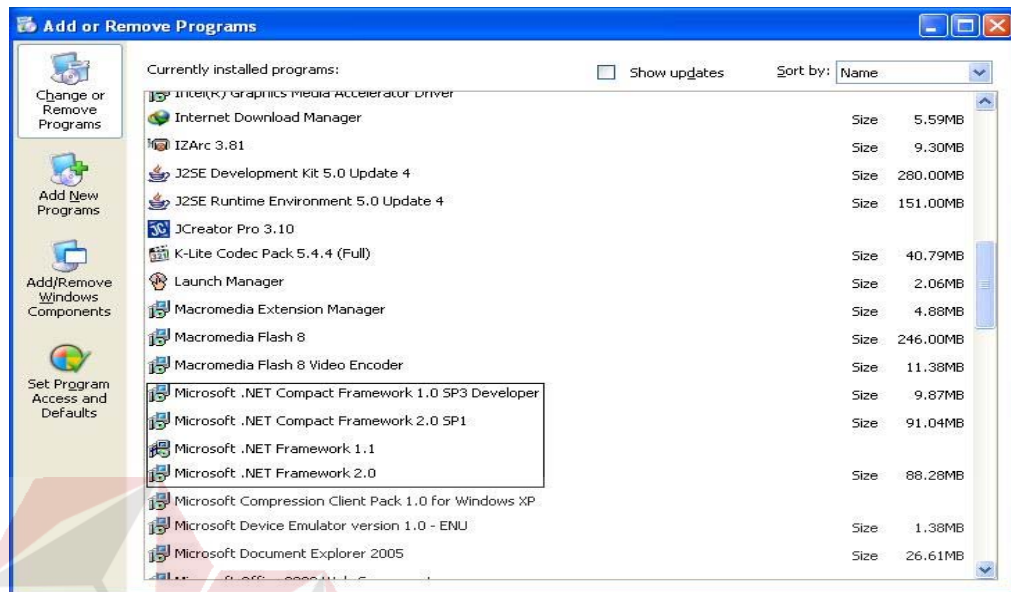 Add or Remove Programs
Change or
Remove
Programs
Add New
Programs
Add/Remove
Windows
Components
Set Program
Access and
Defaults
Currently installed programs:
Show updates
Sort by: Name
Intel(R) Graphics Media Accelerator Driver
Internet Download Manager Size 5.59MB
IZArc 3.81 Size 9.30MB
J2SE Development Kit 5.0 Update 4 Size 280.00MB
J2SE Runtime Environment 5.0 Update 4 Size 151.00MB
JCreator Pro 3.10
K-Lite Codec Pack 5.4.4 (Full) Size 40.79MB
Launch Manager Size 2.06MB
Macromedia Extension Manager Size 4.88MB
Macromedia Flash 8 Size 246.00MB
Macromedia Flash 8 Video Encoder Size 11.38MB
Microsoft .NET Compact Framework 1.0 SP3 Developer Size 9.87MB
Microsoft .NET Compact Framework 2.0 SP1 Size 91.04MB
Microsoft .NET Framework 1.1
Microsoft .NET Framework 2.0 Size 88.28MB
Microsoft Compression Client Pack 1.0 for Windows XP
Microsoft Device Emulator version 1.0 - ENU Size 1.38MB
Microsoft Document Explorer 2005 Size 26.61MB